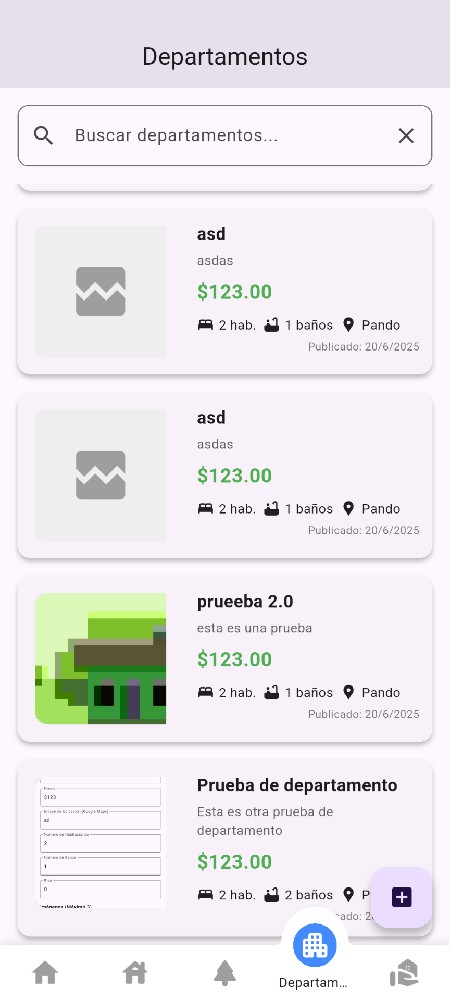 Departamentos
Buscar departamentos...
asd
asdas
$123.00
2 hab. 1 baños Pando
Publicado: 20/6/2025
asd
asdas
$123.00
2 hab. 1 baños Pando
Publicado: 20/6/2025
prueeba 2.0
esta es una prueba
$123.00
2 hab. 1 baños Pando
Publicado: 20/6/2025
Prueba de departamento
Esta es otra prueba de
departamento
$123.00
2 hab. 2 baños P
Departam...